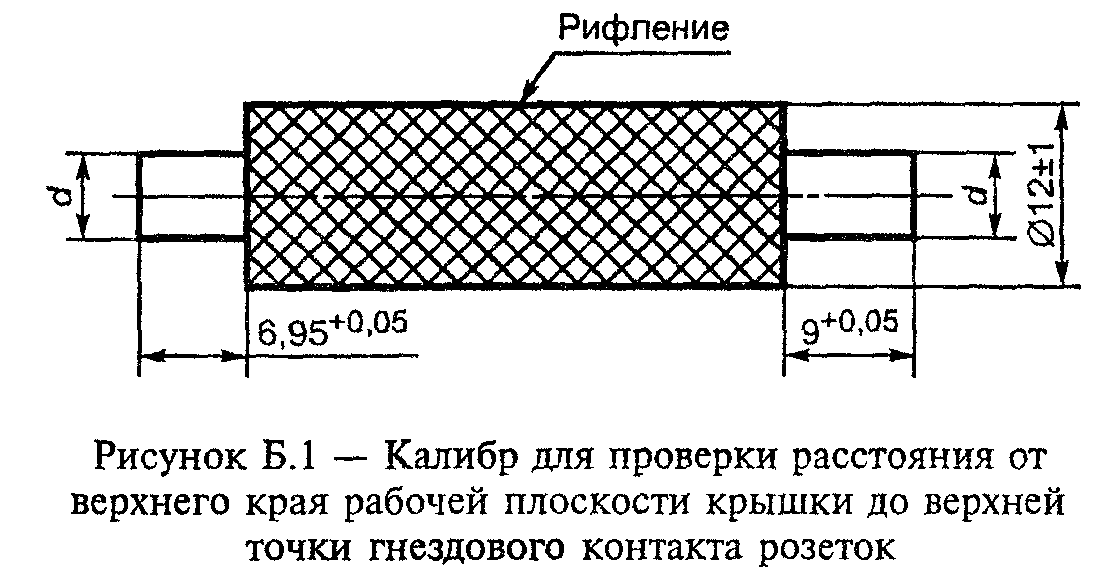 Рифление
d
d
Ø12±1
6,95+0,05
9+0,05
Рисунок Б.1 — Калибр для проверки расстояния от
верхнего края рабочей плоскости крышки до верхней
точки гнездового контакта розеток